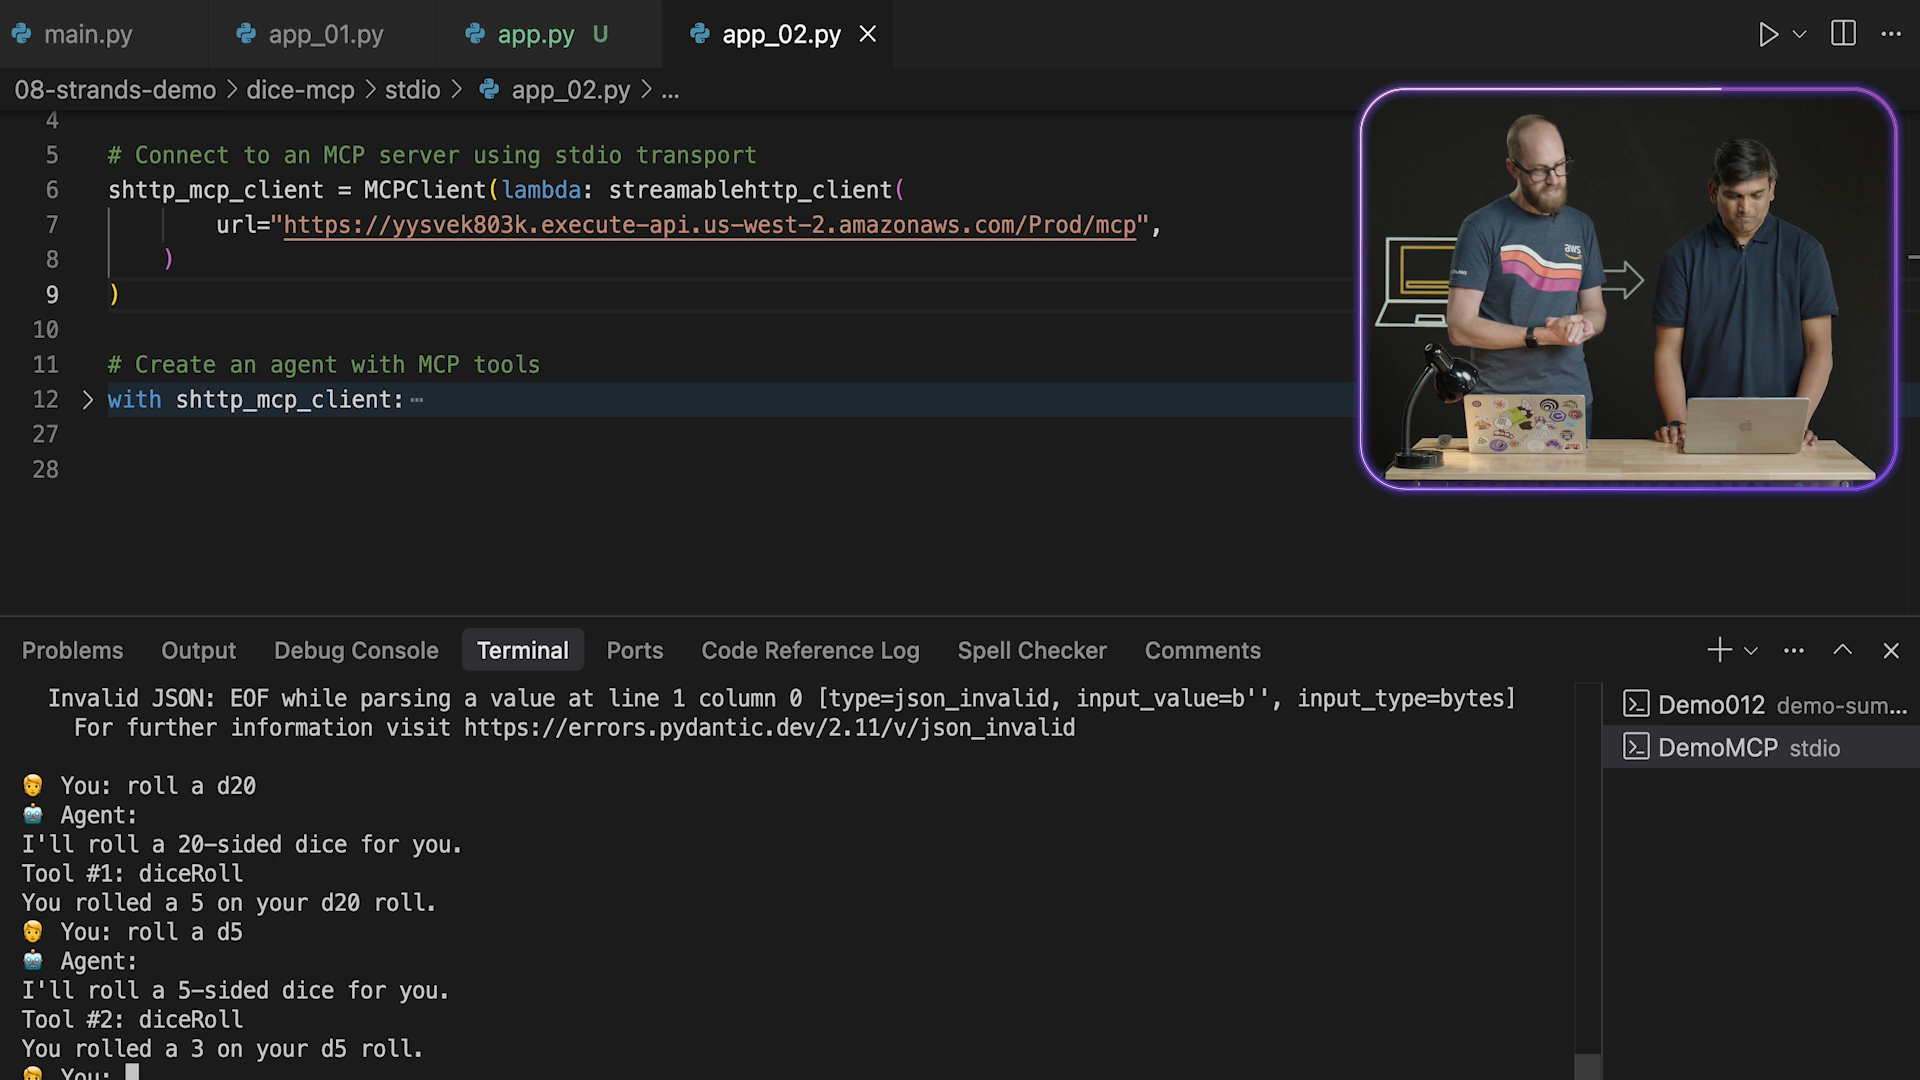 main.py
app_01.py
app.py U
app_02.py
08-strands-demo > dice-mcp > stdio > app_02.py > ...
4
5 # Connect to an MCP server using stdio transport
6 shttp_mcp_client = MCPClient(lambda: streamablehttp_client(
7 url="https://yysvek803k.execute-api.us-west-2.amazonaws.com/Prod/mcp",
8 )
9 )
10
11 # Create an agent with MCP tools
12 with shttp_mcp_client: ...
27
28
aws
Problems Output Debug Console Terminal Ports Code Reference Log Spell Checker Comments
Invalid JSON: EOF while parsing a value at line 1 column 0 [type=json_invalid, input_value=b'', input_type=bytes]
For further information visit https://errors.pydantic.dev/2.11/v/json_invalid
You: roll a d20
Agent:
I'll roll a 20-sided dice for you.
Tool #1: diceRoll
You rolled a 5 on your d20 roll.
You: roll a d5
Agent:
I'll roll a 5-sided dice for you.
Tool #2: diceRoll
You rolled a 3 on your d5 roll.
You:
Demo012 demo-sum...
DemoMCP stdio